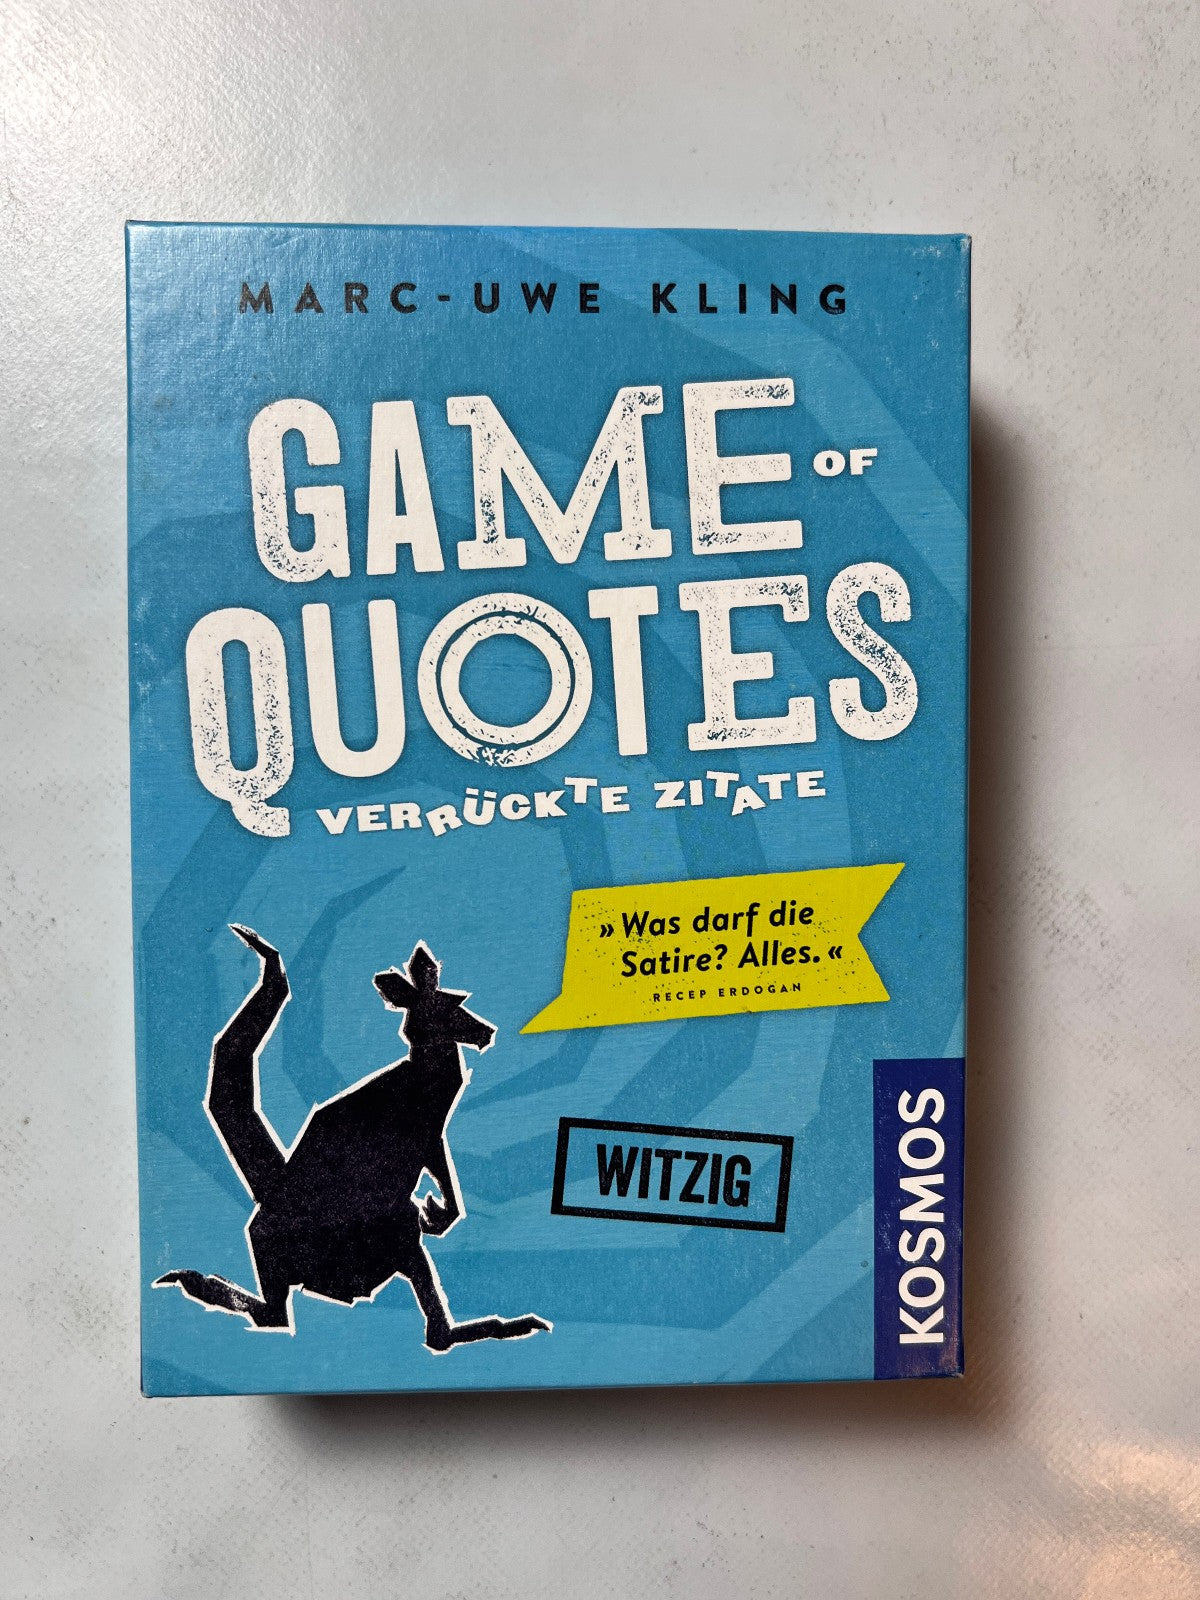 MARC-UWE KLING
GAME OF
QUOTES
VERRÜCKTE ZITATE
»Was darf die
Satire? Alles.«
RECEP ERDOGAN
WITZIG
KOSMOS